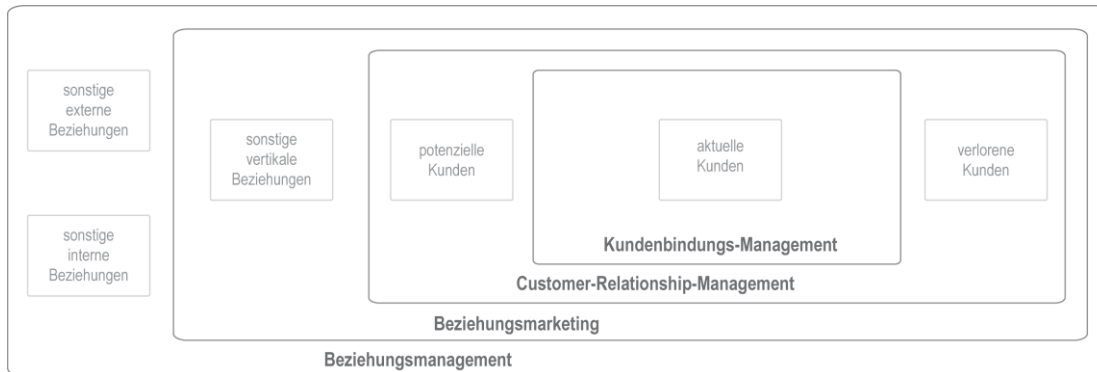 sonstige
externe
Beziehungen
sonstige
interne
Beziehungen
sonstige
vertikale
Beziehungen
potenzielle
Kunden
aktuelle
Kunden
verlorene
Kunden
Kundenbindungs-Management
Customer-Relationship-Management
Beziehungsmarketing
Beziehungsmanagement